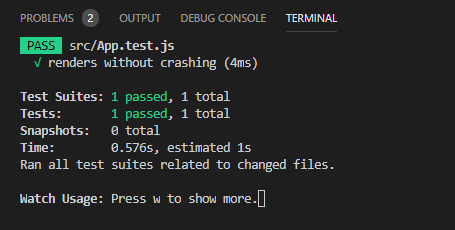 PROBLEMS 2 OUTPUT DEBUG CONSOLE TERMINAL
PASS src/App.test.js
√ renders without crashing (4ms)
Test Suites: 1 passed, 1 total
Tests: 1 passed, 1 total
Snapshots: 0 total
Time: 0.576s, estimated 1s
Ran all test suites related to changed files.
Watch Usage: Press w to show more.